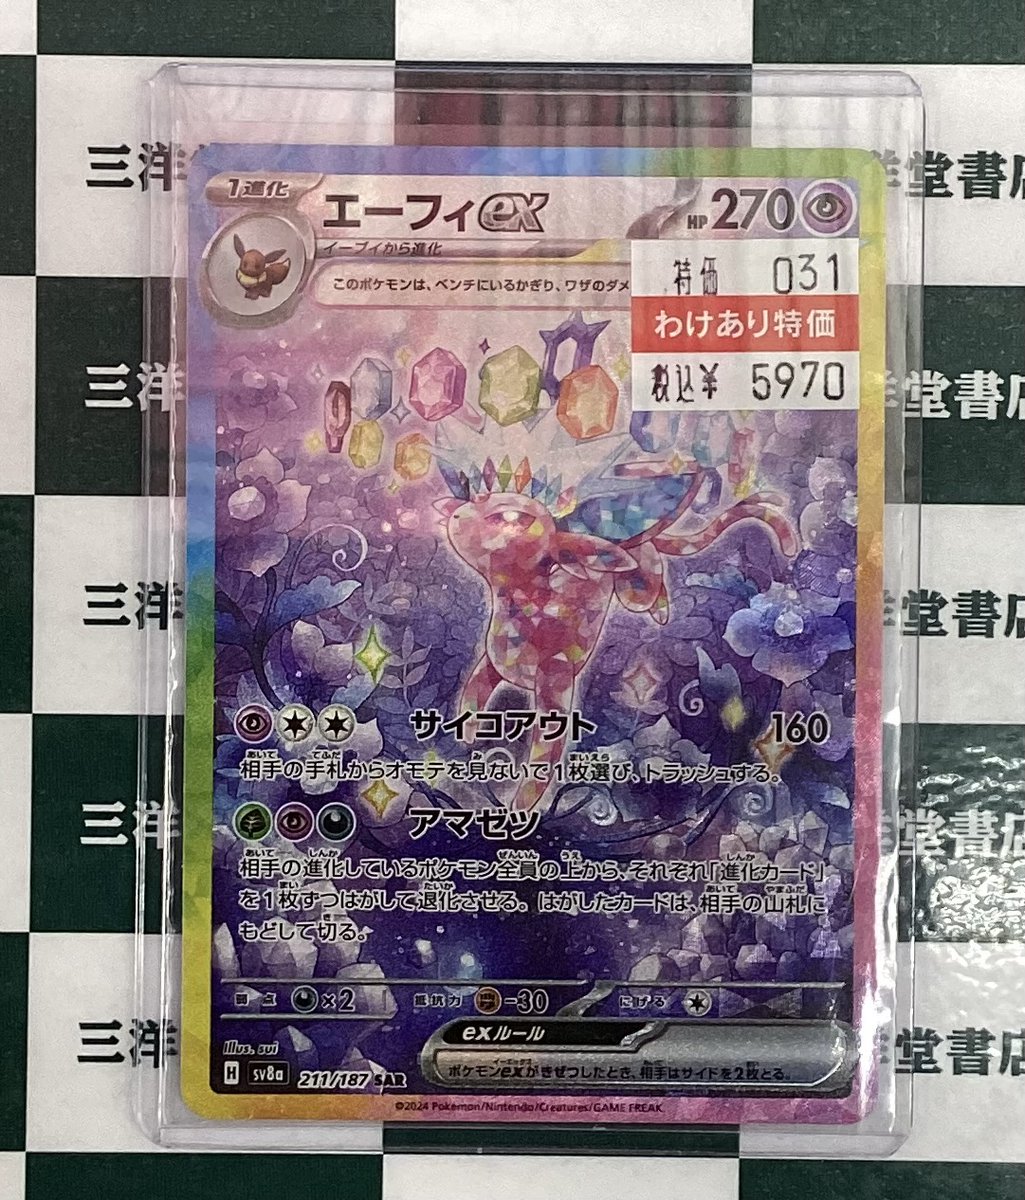 三洋
堂書店
1進化
エーフィex
HP 270
イーブイから進化
このポケモンは、ベンチにいるかぎり、ワザのダメ
特価 031
わけあり特価
税込¥ 5970
三洋
堂書店
三洋
堂書店
サイコアウト 160
相手の手札からオモテを見ないで1枚選び、トラッシュする。
アマゼツ
三洋
堂書店
相手の進化しているポケモン全員の上から、それぞれ「進化カード」
を1枚ずつはがして退化させる。はがしたカードは、相手の山札に
もどして切る。
弱点 ×2 抵抗力 -30 にげる
三洋
堂書店
exルール
ポケモンexがきぜつしたとき、相手はサイドを2枚とる。
Illus. sui
H sv8a 211/187 SAR
©2024 Pokémon/Nintendo/Creatures/GAME FREAK